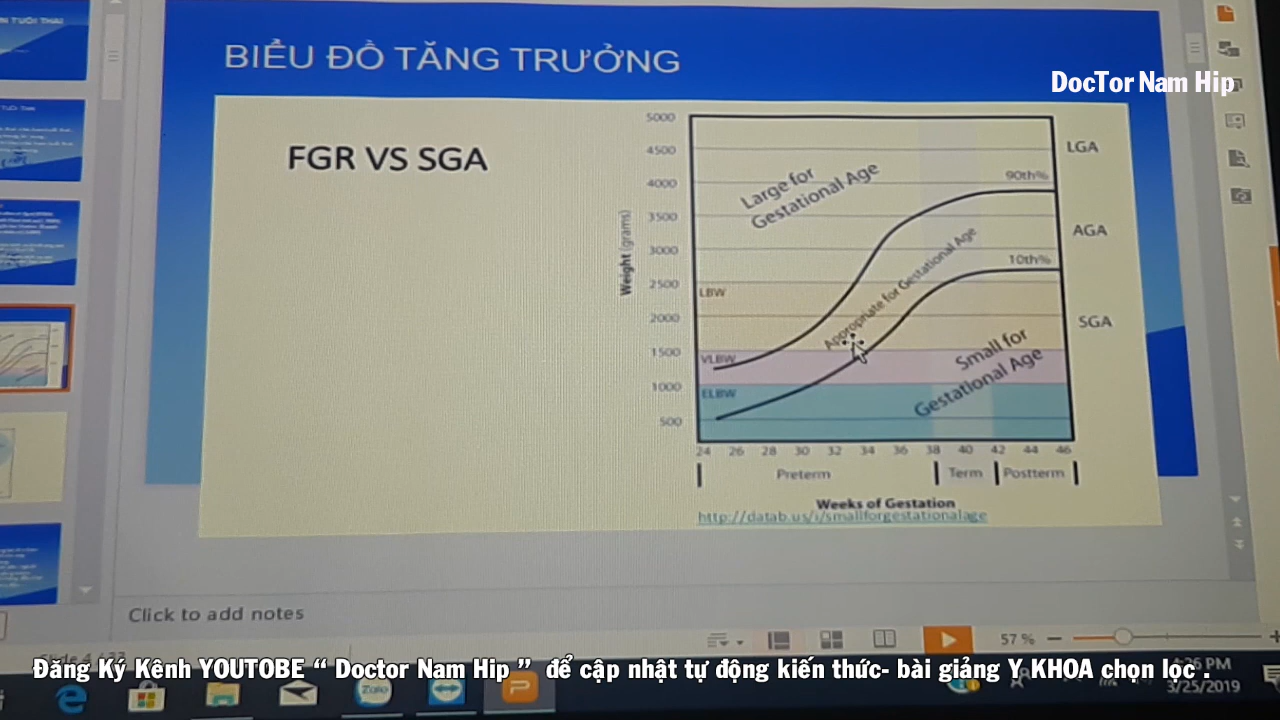 BIỂU ĐỒ TĂNG TRƯỞNG
DocTor Nam Hip
FGR VS SGA
5000
4500
4000
3500
3000
2500
2000
1500
1000
500
Weight (grams)
Large for
Gestational Age
90th%
Appropriate for Gestational Age
10th%
Small for
Gestational Age
LBW
VLBW
ELBW
LGA
AGA
SGA
24 26 28 30 32 34 36 38 40 42 44 46
Preterm Term Postterm
Weeks of Gestation
http://datab.us/i/smallforgestationalage
Click to add notes
57 %
Đăng Ký Kênh YOUTOBE “ Doctor Nam Hip ” để cập nhật tự động kiến thức- bài giảng Y KHOA chọn lọc .
Zalo
3/25/2019